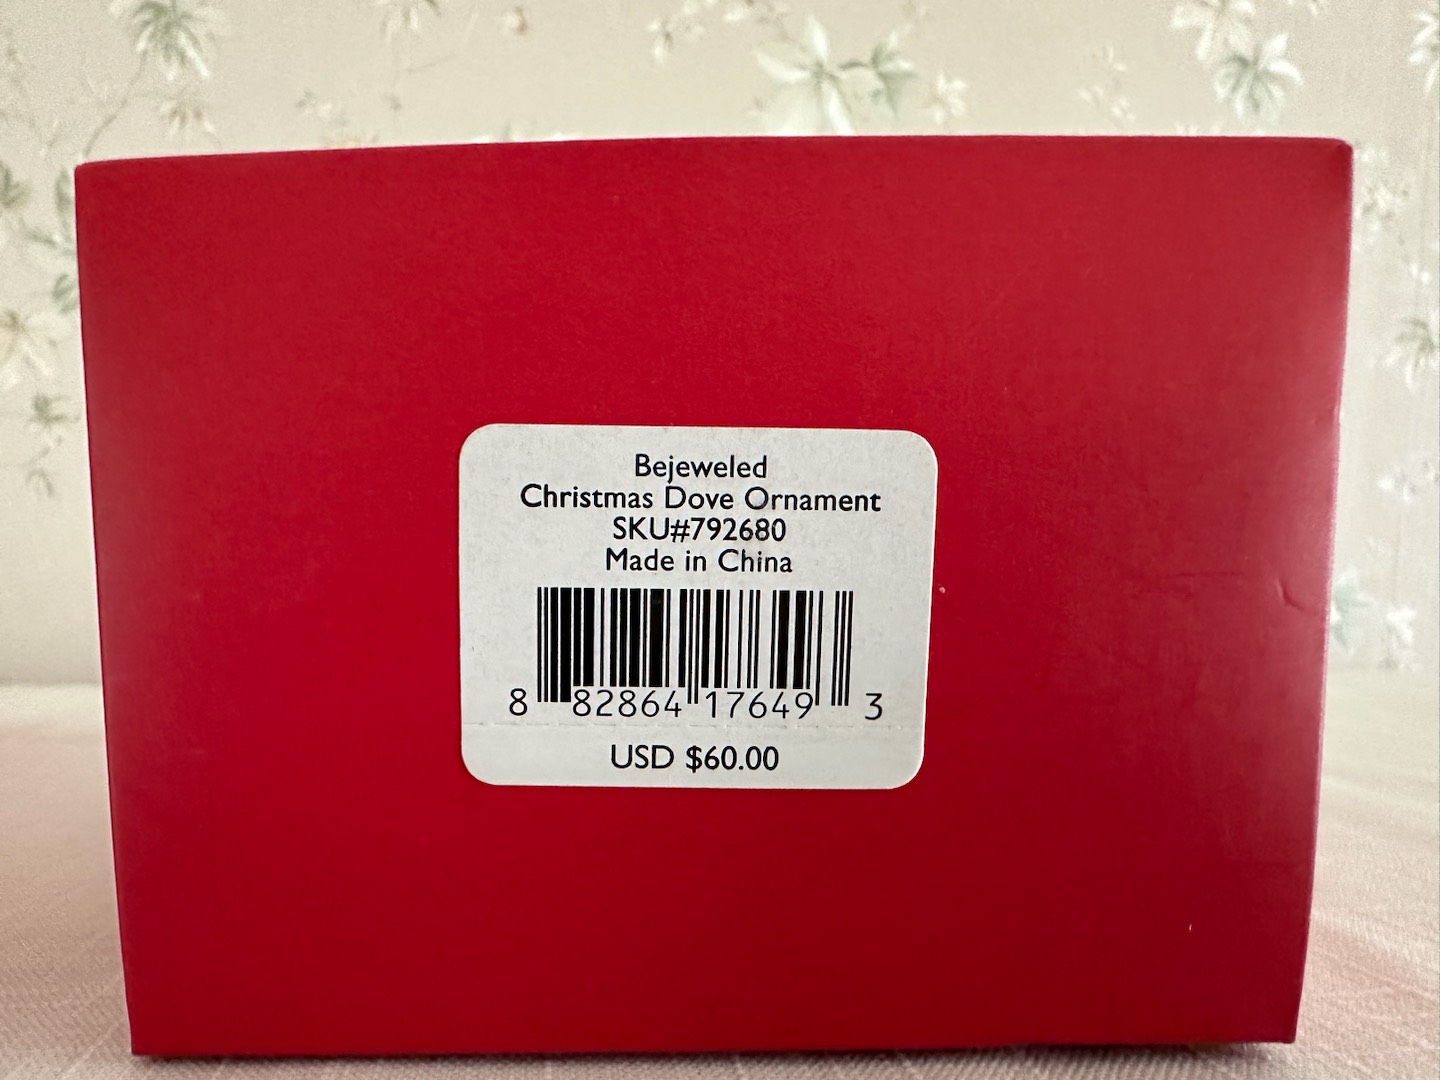 Bejeweled
Christmas Dove Ornament
SKU#792680
Made in China
8 82864 17649 3
USD $60.00